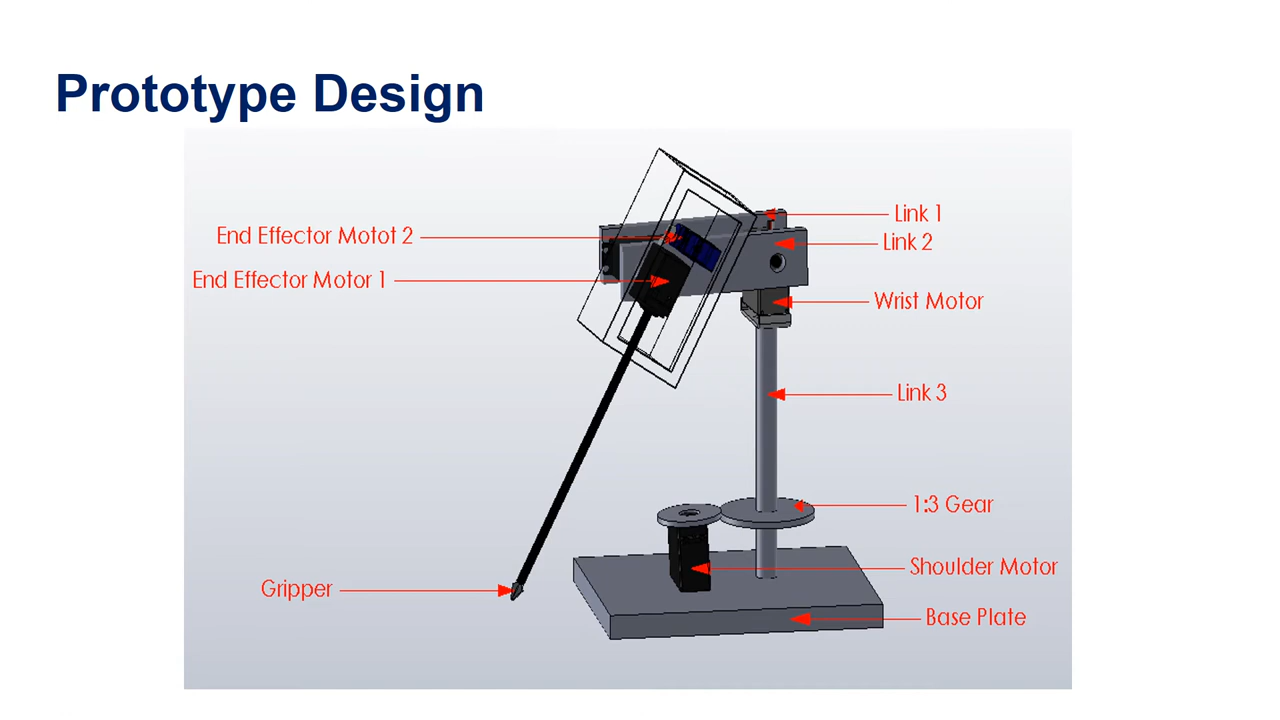 Prototype Design
Link 1
End Effector Motot 2
Link 2
End Effector Motor 1
Wrist Motor
Link 3
1:3 Gear
Shoulder Motor
Gripper
Base Plate